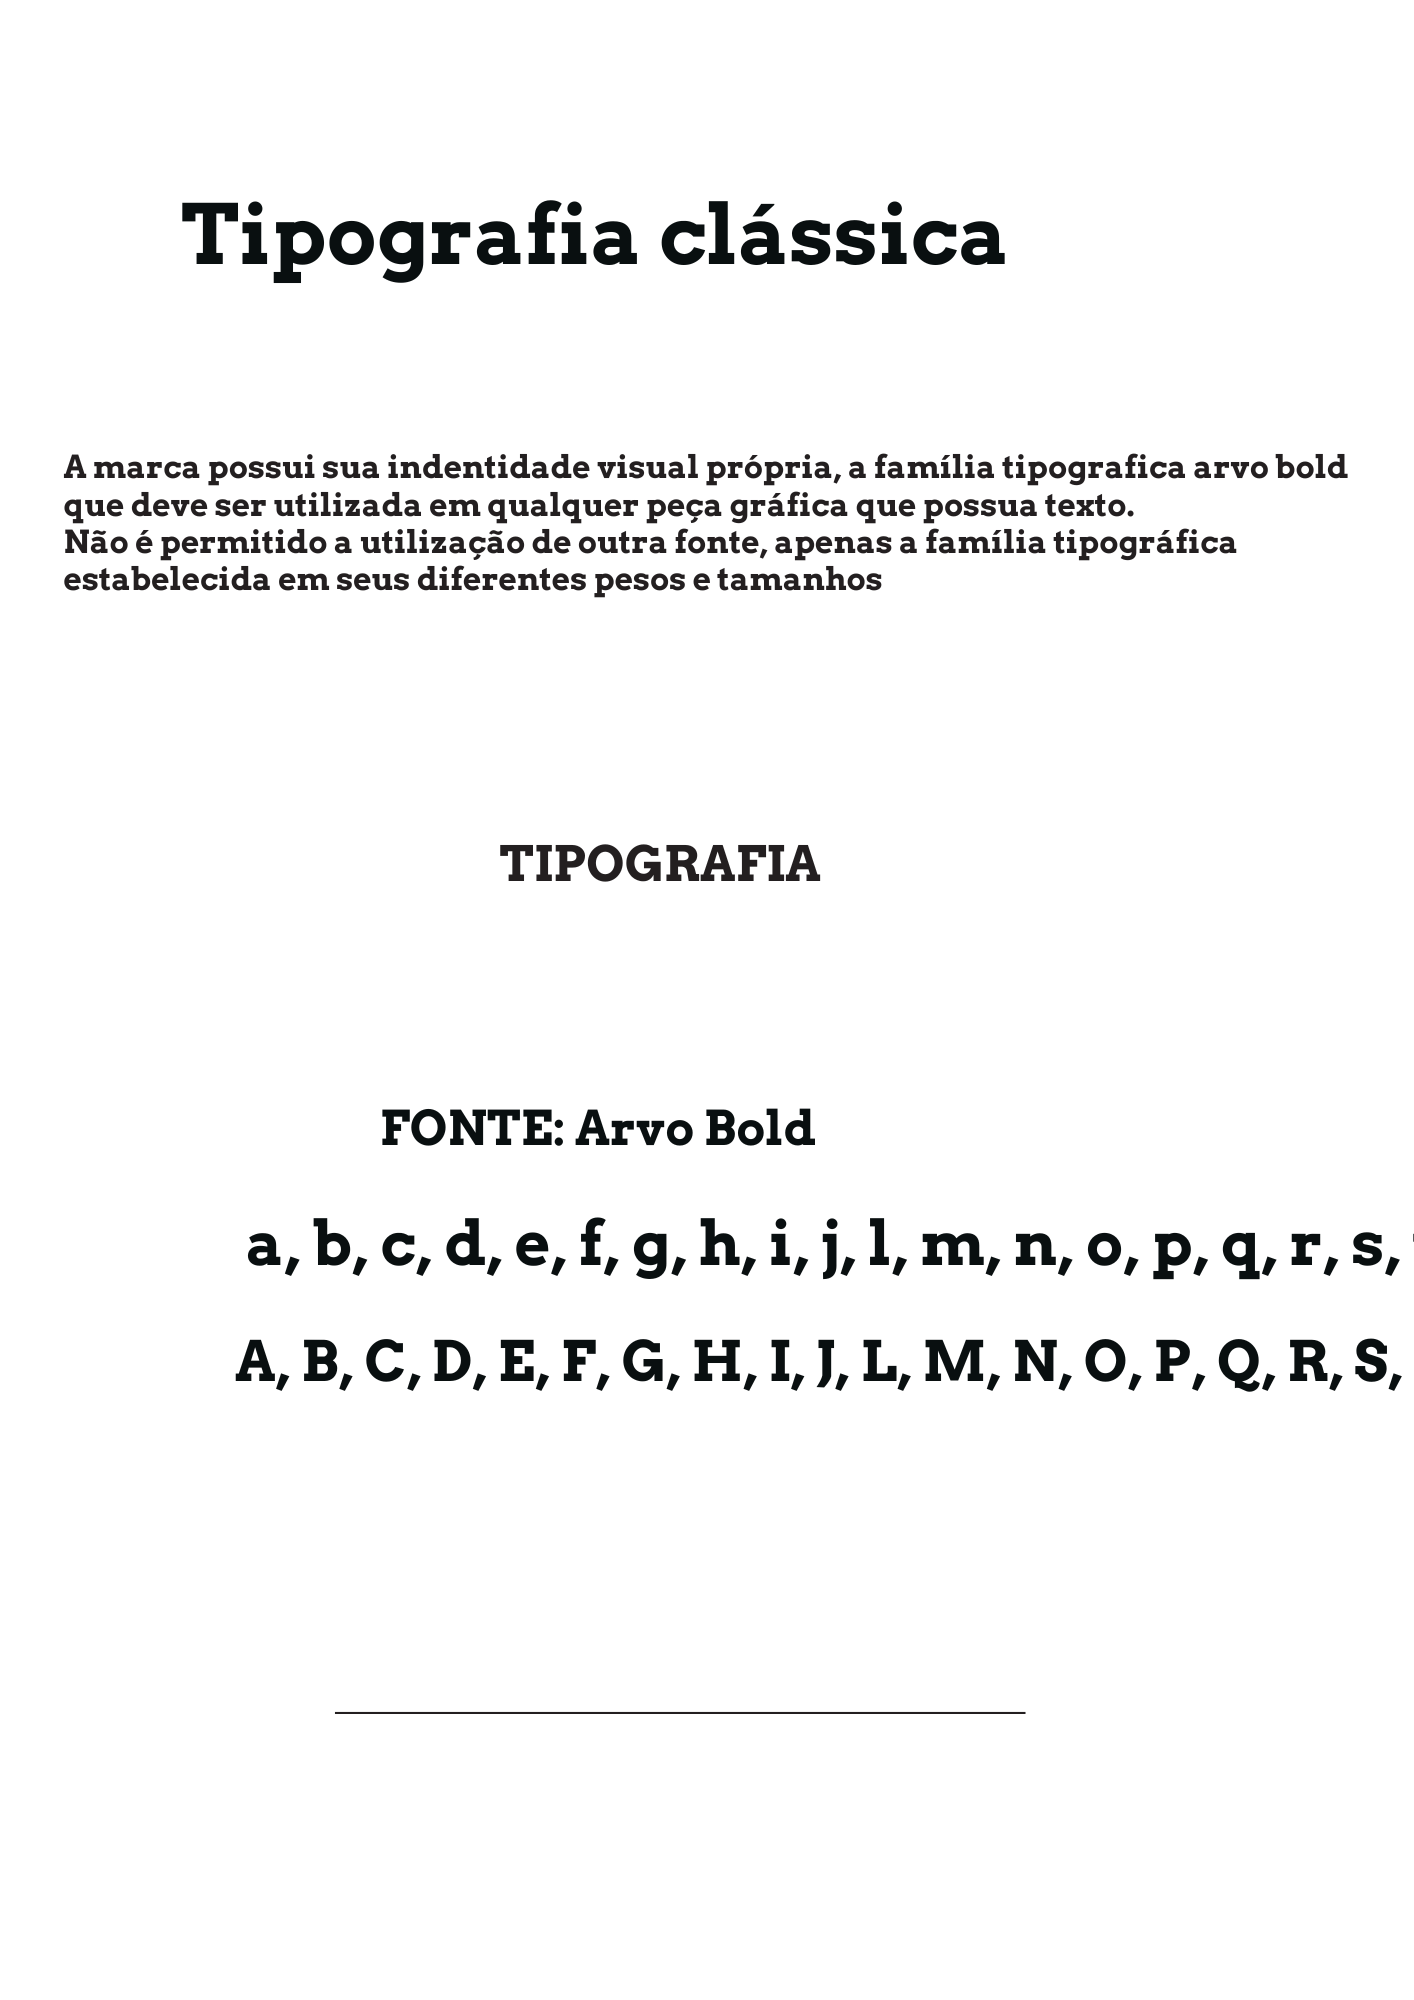 Tipografia clássica
A marca possui sua indentidade visual própria, a família tipografica arvo bold
que deve ser utilizada em qualquer peça gráfica que possua texto.
Não é permitido a utilização de outra fonte, apenas a família tipográfica
estabelecida em seus diferentes pesos e tamanhos
TIPOGRAFIA
FONTE: Arvo Bold
a, b, c, d, e, f, g, h, i, j, l, m, n, o, p, q, r, s,
A, B, C, D, E, F, G, H, I, J, L, M, N, O, P, Q, R, S,